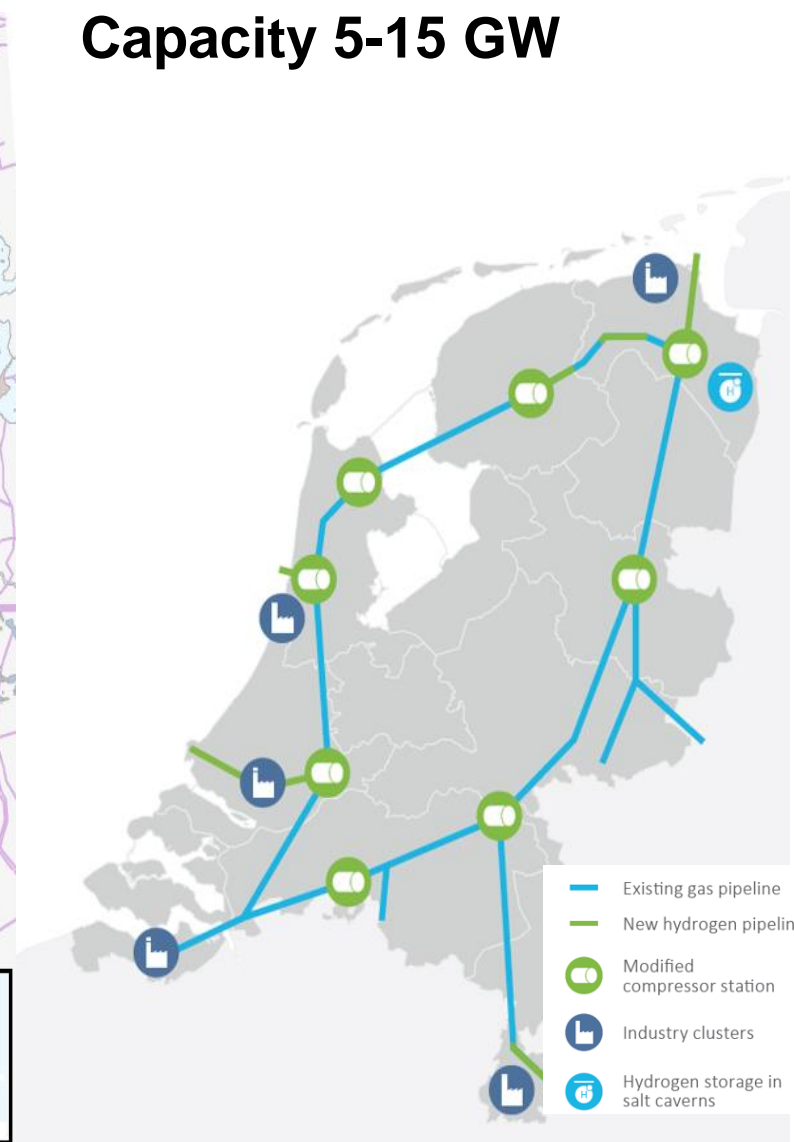 Capacity 5-15 GW
H
Existing gas pipeline
New hydrogen pipelin
Modified
compressor station
Industry clusters
H
Hydrogen storage in
salt caverns